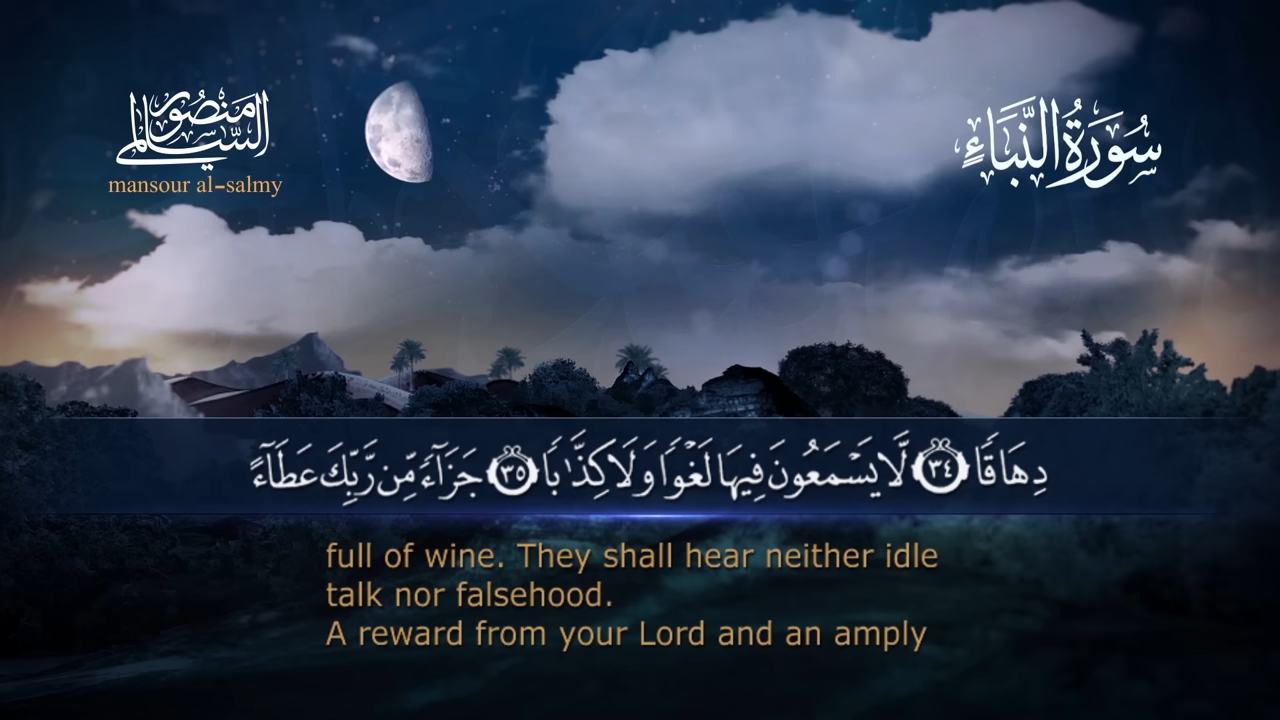 منصور السالمي
mansour al-salmy
سُورَةُ النَّبَاءِ
دِهَاقًا ٣٤ لَّا يَسْمَعُونَ فِيهَا لَغْوًا وَلَا كِذَّٰبًا ٣٥ جَزَآءً مِّن رَّبِّكَ عَطَآءً
full of wine. They shall hear neither idle
talk nor falsehood.
A reward from your Lord and an amply